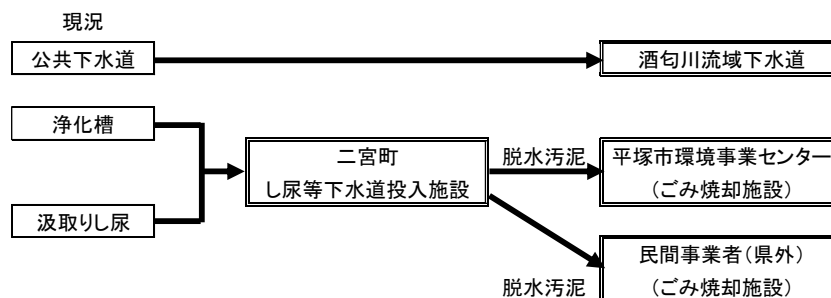 現況
公共下水道
酒匂川流域下水道
浄化槽
汲取りし尿
二宮町
し尿等下水道投入施設
脱水汚泥
平塚市環境事業センター
(ごみ焼却施設)
脱水汚泥
民間事業者(県外)
(ごみ焼却施設)